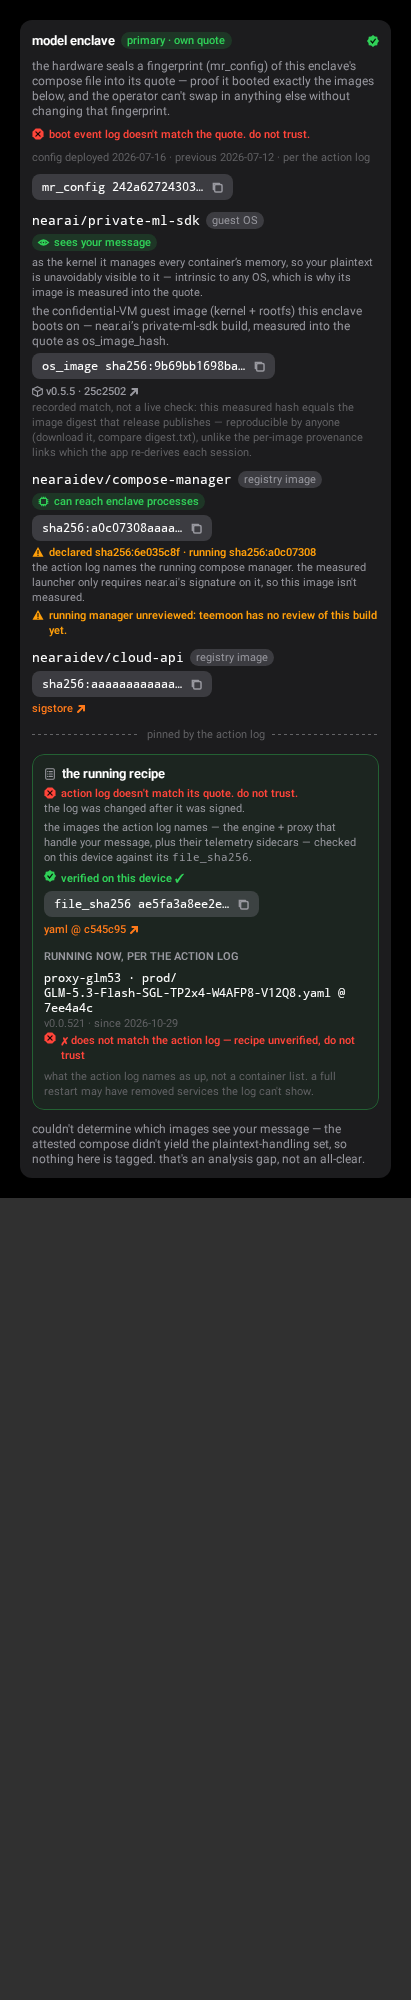 model enclave primary · own quote
the hardware seals a fingerprint (mr_config) of this enclave's
compose file into its quote — proof it booted exactly the images
below, and the operator can't swap in anything else without
changing that fingerprint.
boot event log doesn't match the quote. do not trust.
config deployed 2026-07-16 · previous 2026-07-12 · per the action log
mr_config 242a62724303…
nearai/private-ml-sdk guest OS
sees your message
as the kernel it manages every container's memory, so your plaintext
is unavoidably visible to it — intrinsic to any OS, which is why its
image is measured into the quote.
the confidential-VM guest image (kernel + rootfs) this enclave
boots on — near.ai's private-ml-sdk build, measured into the
quote as os_image_hash.
os_image sha256:9b69bb1698ba…
v0.5.5 · 25c2502 ↗
recorded match, not a live check: this measured hash equals the
image digest that release publishes — reproducible by anyone
(download it, compare digest.txt), unlike the per-image provenance
links which the app re-derives each session.
nearaidev/compose-manager registry image
can reach enclave processes
sha256:a0c07308aaaa…
declared sha256:6e035c8f · running sha256:a0c07308
the action log names the running compose manager. the measured
launcher only requires near.ai's signature on it, so this image isn't
measured.
running manager unreviewed: teemoon has no review of this build
yet.
nearaidev/cloud-api registry image
sha256:aaaaaaaaaaaa…
sigstore ↗
pinned by the action log
the running recipe
action log doesn't match its quote. do not trust.
the log was changed after it was signed.
the images the action log names — the engine + proxy that
handle your message, plus their telemetry sidecars — checked
on this device against its file_sha256.
verified on this device ✓
file_sha256 ae5fa3a8ee2e…
yaml @ c545c95 ↗
RUNNING NOW, PER THE ACTION LOG
proxy-glm53 · prod/
GLM-5.3-Flash-SGL-TP2x4-W4AFP8-V12Q8.yaml @
7ee4a4c
v0.0.521 · since 2026-10-29
✗ does not match the action log — recipe unverified, do not
trust
what the action log names as up, not a container list. a full
restart may have removed services the log can't show.
couldn't determine which images see your message — the
attested compose didn't yield the plaintext-handling set, so
nothing here is tagged. that's an analysis gap, not an all-clear.